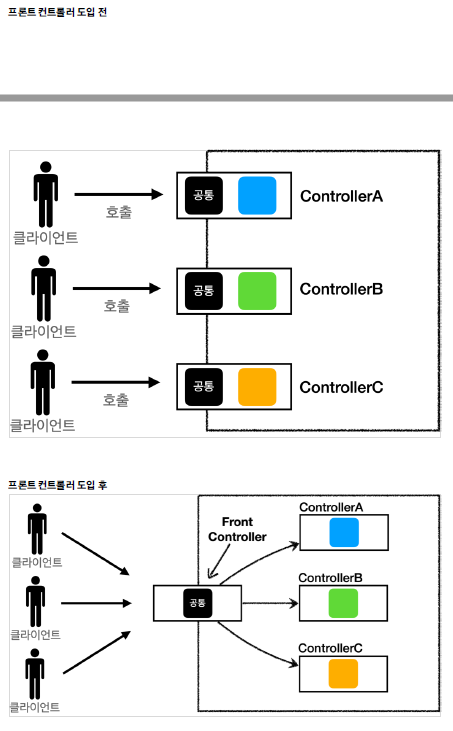 프론트 컨트롤러 도입 전
공통
ControllerA
호출
클라이언트
공통
ControllerB
호출
클라이언트
공통
ControllerC
호출
클라이언트
프론트 컨트롤러 도입 후
ControllerA
Front
Controller
클라이언트
ControllerB
공통
클라이언트
ControllerC
클라이언트